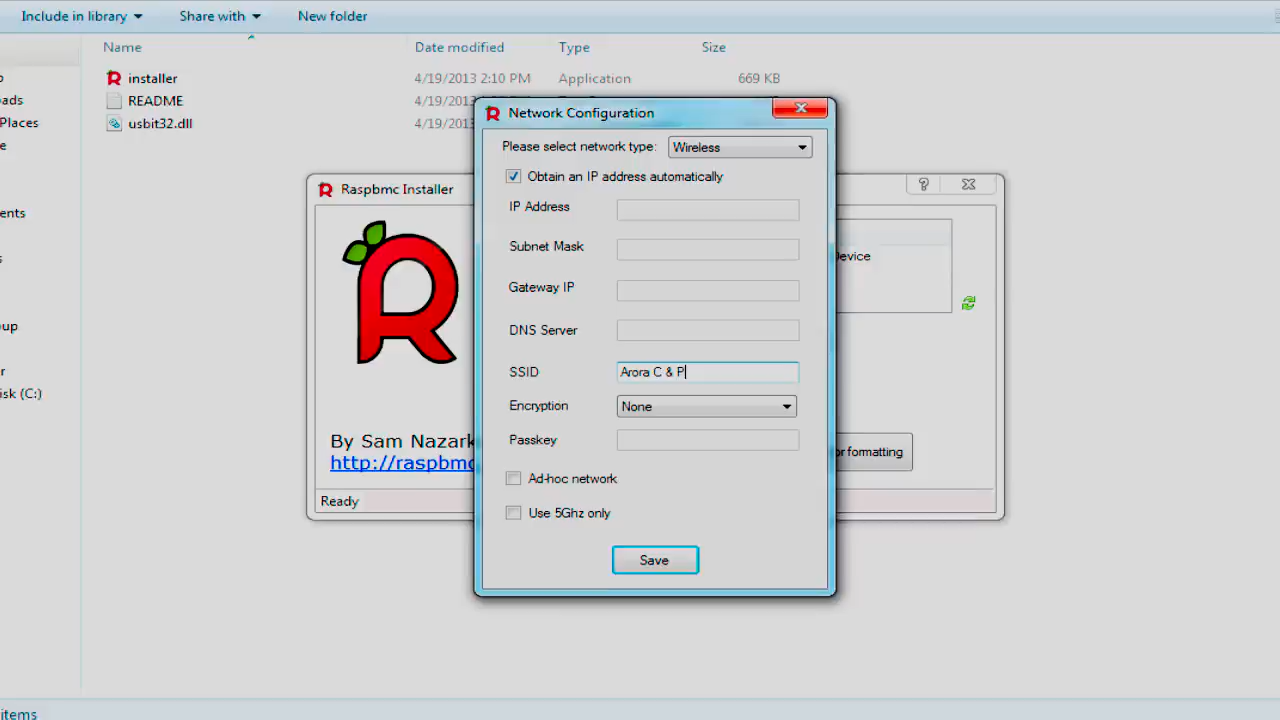 Include in library Share with New folder
Name Date modified Type Size
installer 4/19/2013 2:10 PM Application 669 KB
README 4/19/2013
usbit32.dll 4/19/2013
ads
Places
e
ents
s
oup
r
isk (C:)
items
Raspbmc Installer
By Sam Nazark
http://raspbmc
Ready
evice
or formatting
Network Configuration
Please select network type: Wireless
Obtain an IP address automatically
IP Address
Subnet Mask
Gateway IP
DNS Server
SSID Arora C & P
Encryption None
Passkey
Ad-hoc network
Use 5Ghz only
Save